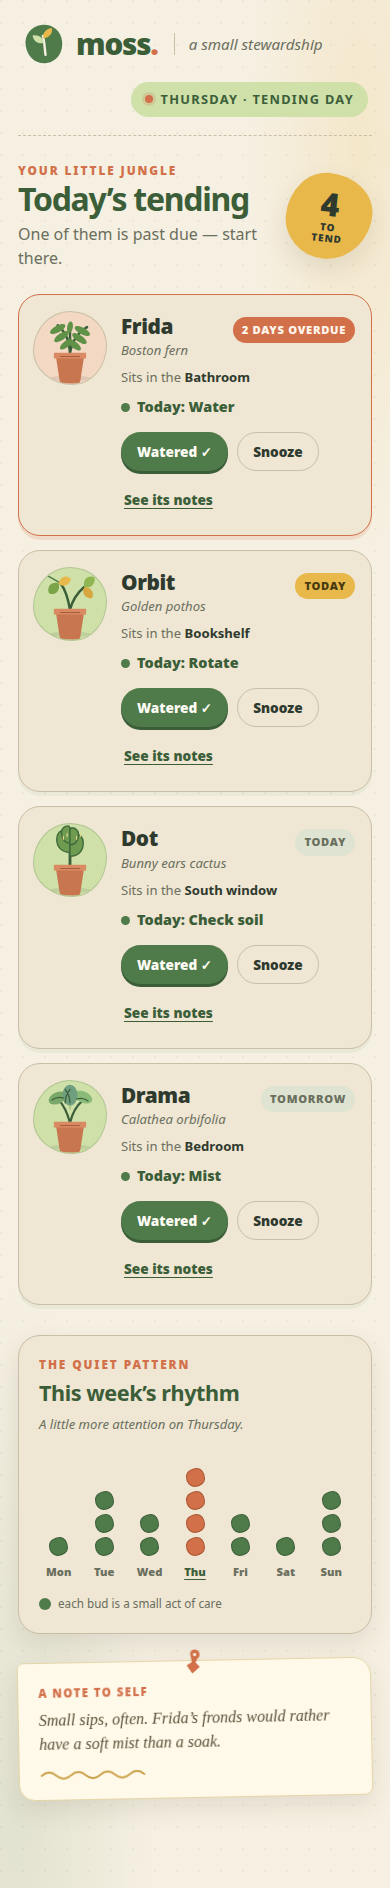 moss.
a small stewardship
THURSDAY · TENDING DAY
YOUR LITTLE JUNGLE
Today's tending
One of them is past due — start
there.
4
TO
TEND
Frida
2 DAYS OVERDUE
Boston fern
Sits in the Bathroom
Today: Water
Watered ✓
Snooze
See its notes
Orbit
TODAY
Golden pothos
Sits in the Bookshelf
Today: Rotate
Watered ✓
Snooze
See its notes
Dot
TODAY
Bunny ears cactus
Sits in the South window
Today: Check soil
Watered ✓
Snooze
See its notes
Drama
TOMORROW
Calathea orbifolia
Sits in the Bedroom
Today: Mist
Watered ✓
Snooze
See its notes
THE QUIET PATTERN
This week's rhythm
A little more attention on Thursday.
Mon Tue Wed Thu Fri Sat Sun
each bud is a small act of care
A NOTE TO SELF
Small sips, often. Frida's fronds would rather
have a soft mist than a soak.